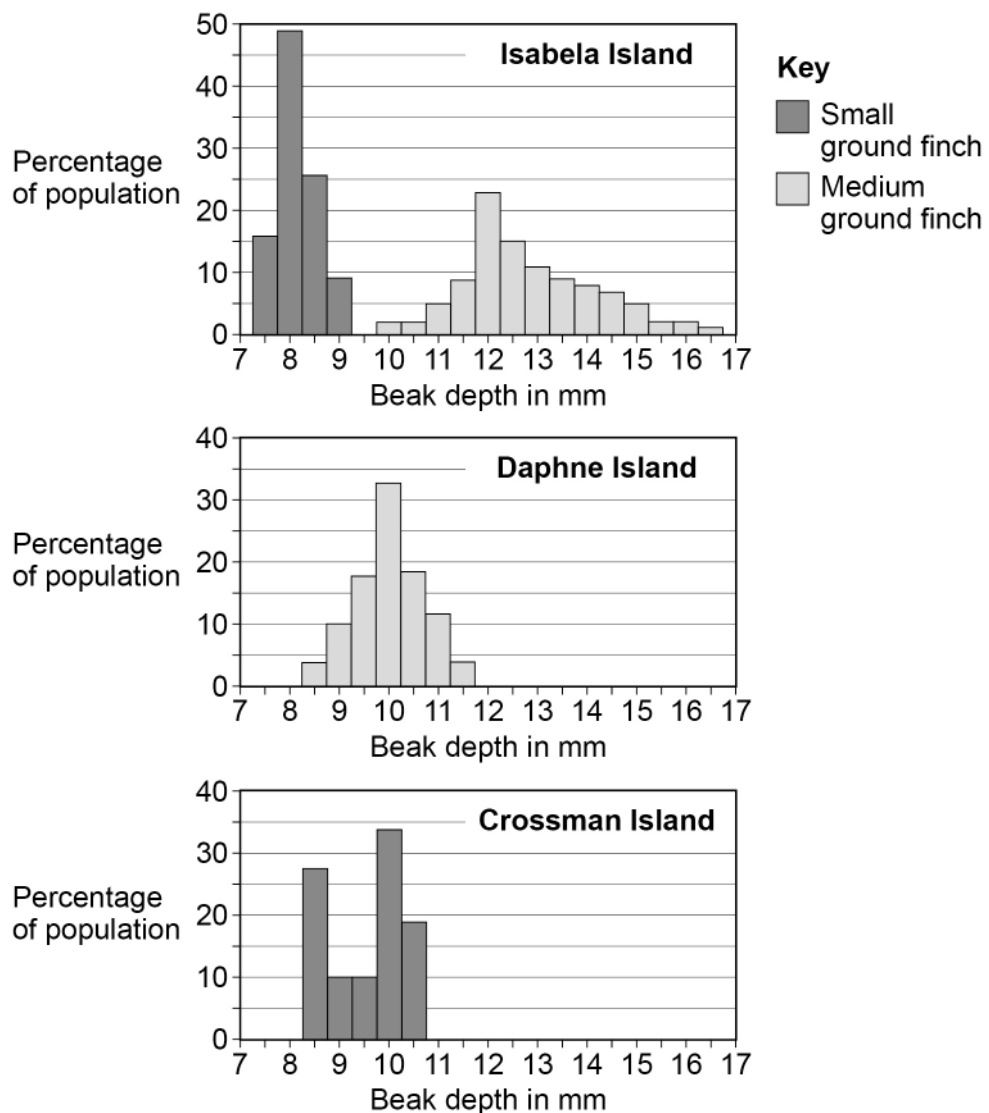 Isabela Island
50
40
30
20
10
0
Percentage
of population
7 8 9 10 11 12 13 14 15 16 17
Beak depth in mm
Key
Small
ground finch
Medium
ground finch
Daphne Island
40
30
20
10
0
Percentage
of population
7 8 9 10 11 12 13 14 15 16 17
Beak depth in mm
Crossman Island
40
30
20
10
0
Percentage
of population
7 8 9 10 11 12 13 14 15 16 17
Beak depth in mm